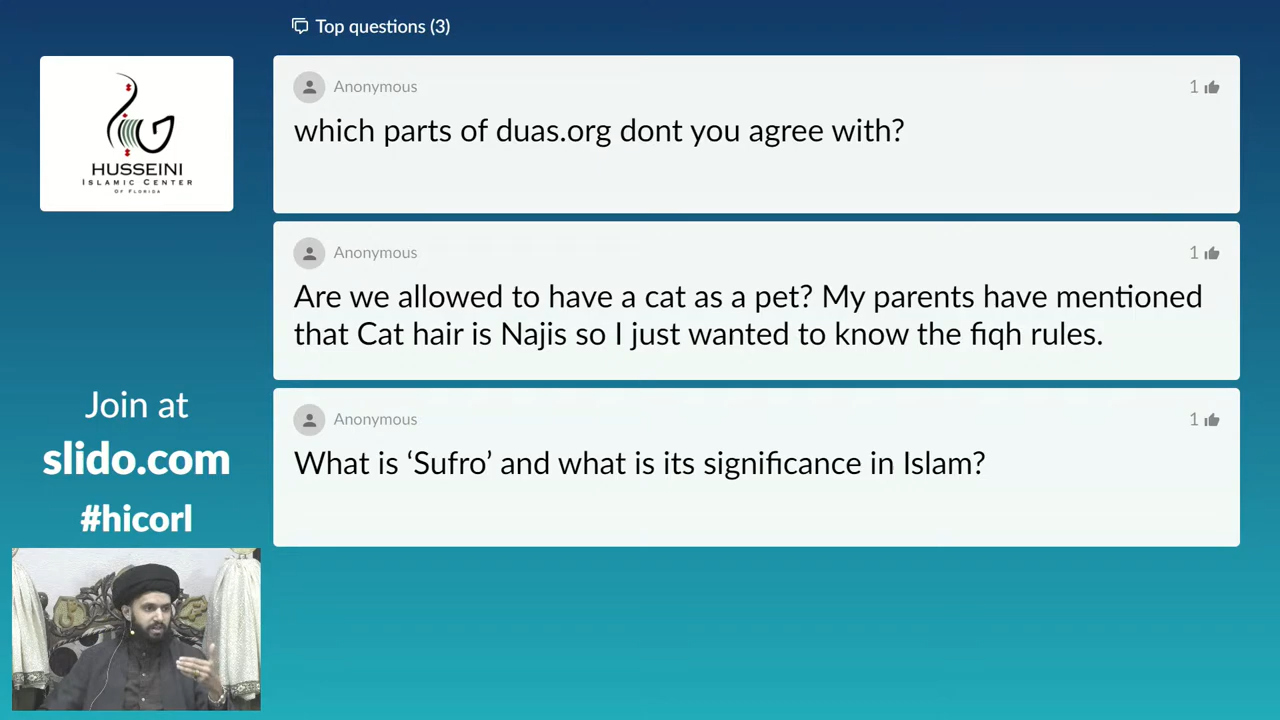 Top questions (3)
HUSSEINI
ISLAMIC CENTER
OF FLORIDA
Anonymous
1
which parts of duas.org dont you agree with?
Anonymous
1
Are we allowed to have a cat as a pet? My parents have mentioned
that Cat hair is Najis so I just wanted to know the fiqh rules.
Anonymous
1
What is ‘Sufro’ and what is its significance in Islam?
Join at
slido.com
#hicorl